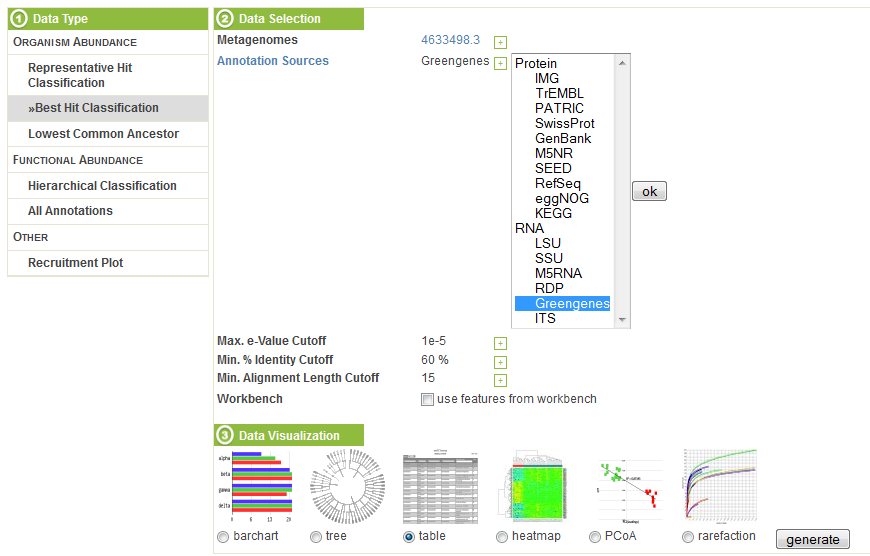 1 Data Type
ORGANISM ABUNDANCE
Representative Hit
Classification
»Best Hit Classification
Lowest Common Ancestor
FUNCTIONAL ABUNDANCE
Hierarchical Classification
All Annotations
OTHER
Recruitment Plot
2 Data Selection
Metagenomes 4633498.3 +
Annotation Sources Greengenes +
Protein
IMG
TrEMBL
PATRIC
SwissProt
GenBank
M5NR
SEED
RefSeq
eggNOG
KEGG
RNA
LSU
SSU
M5RNA
RDP
Greengenes
ITS
ok
Max. e-Value Cutoff 1e-5 +
Min. % Identity Cutoff 60 % +
Min. Alignment Length Cutoff 15 +
Workbench use features from workbench
3 Data Visualization
alpha
beta
gamma
delta
0 6 12 20
barchart tree table heatmap PCoA rarefaction generate